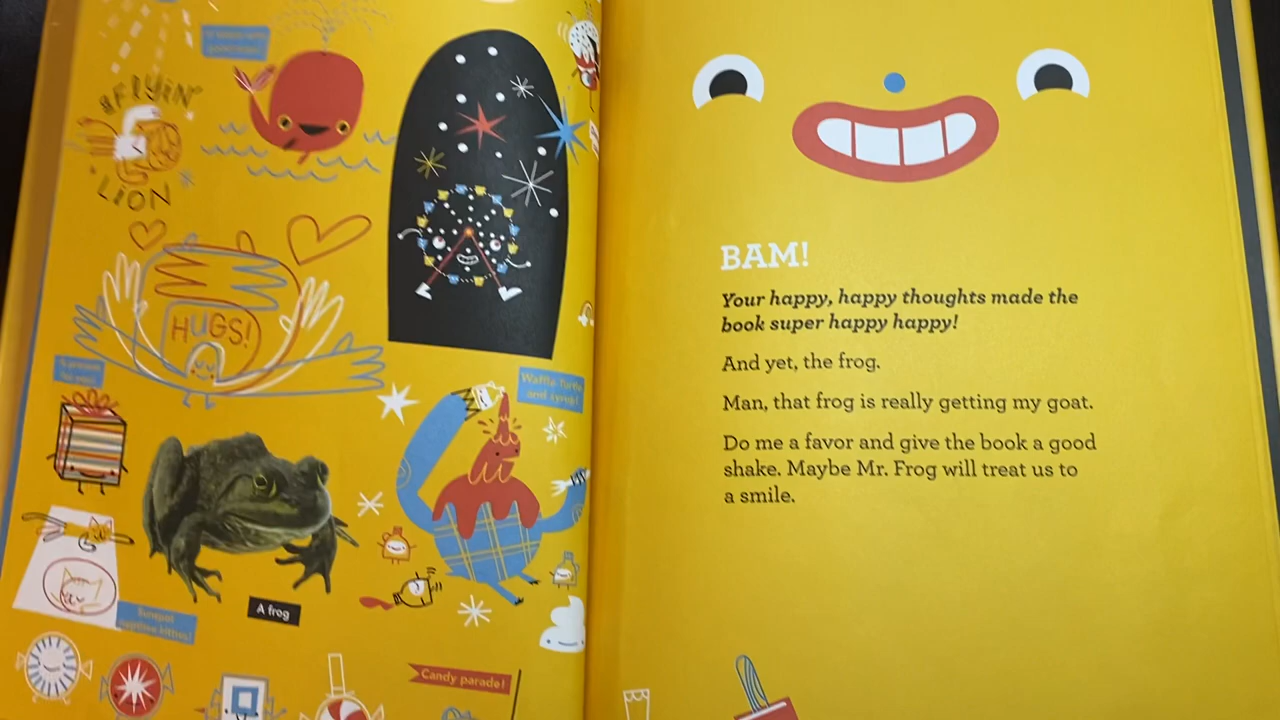 A FLYIN'
LION
HUGS!
Waffle Turtle
and syrup!
A frog
Candy parade!
BAM!
Your happy, happy thoughts made the
book super happy happy!
And yet, the frog.
Man, that frog is really getting my goat.
Do me a favor and give the book a good
shake. Maybe Mr. Frog will treat us to
a smile.